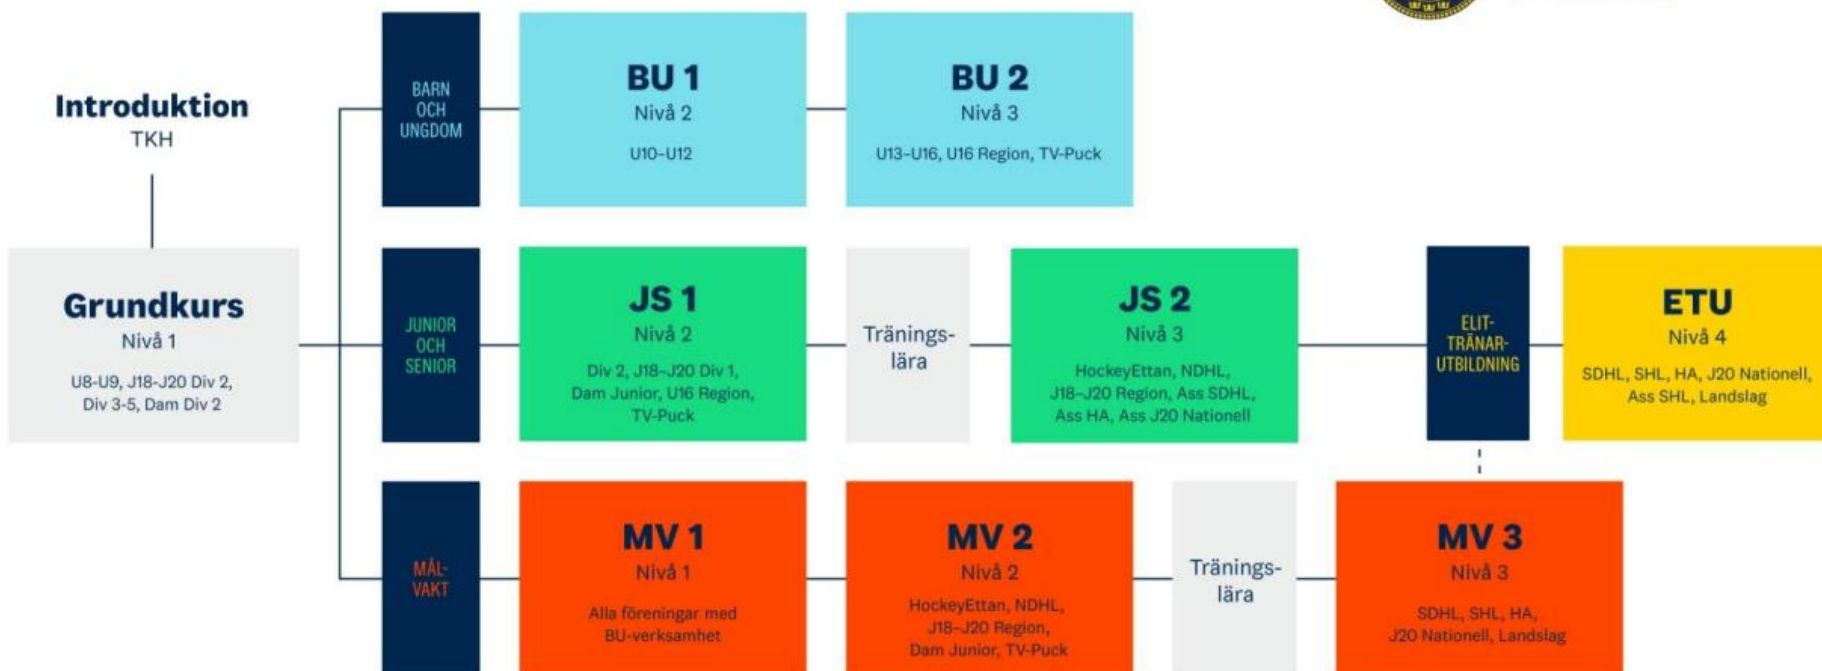 Introduktion
TKH
Grundkurs
Nivå 1
U8-U9, J18-J20 Div 2,
Div 3-5, Dam Div 2
BARN
OCH
UNGDOM
BU 1
Nivå 2
U10–U12
BU 2
Nivå 3
U13–U16, U16 Region, TV-Puck
JUNIOR
OCH
SENIOR
JS 1
Nivå 2
Div 2, J18–J20 Div 1,
Dam Junior, U16 Region,
TV-Puck
Tränings-
lära
JS 2
Nivå 3
HockeyEttan, NDHL,
J18–J20 Region, Ass SDHL,
Ass HA, Ass J20 Nationell
ELIT-
TRÄNAR-
UTBILDNING
ETU
Nivå 4
SDHL, SHL, HA, J20 Nationell,
Ass SHL, Landslag
MÅL-
VAKT
MV 1
Nivå 1
Alla föreningar med
BU-verksamhet
MV 2
Nivå 2
HockeyEttan, NDHL,
J18–J20 Region,
Dam Junior, TV-Puck
Tränings-
lära
MV 3
Nivå 3
SDHL, SHL, HA,
J20 Nationell, Landslag